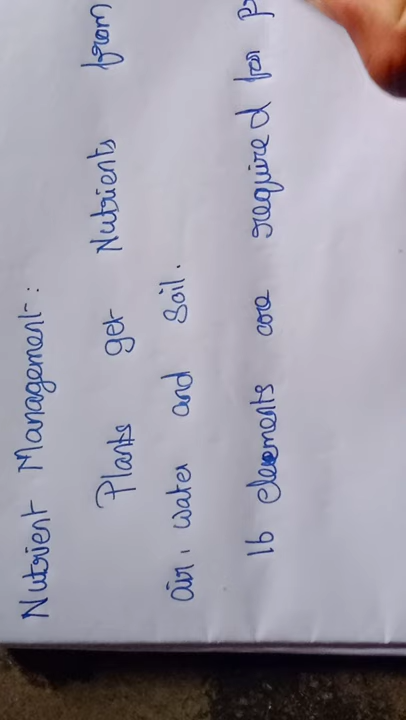 Nutrient Management:
Plants get Nutrients from
air, water and Soil.
16 elements are required for